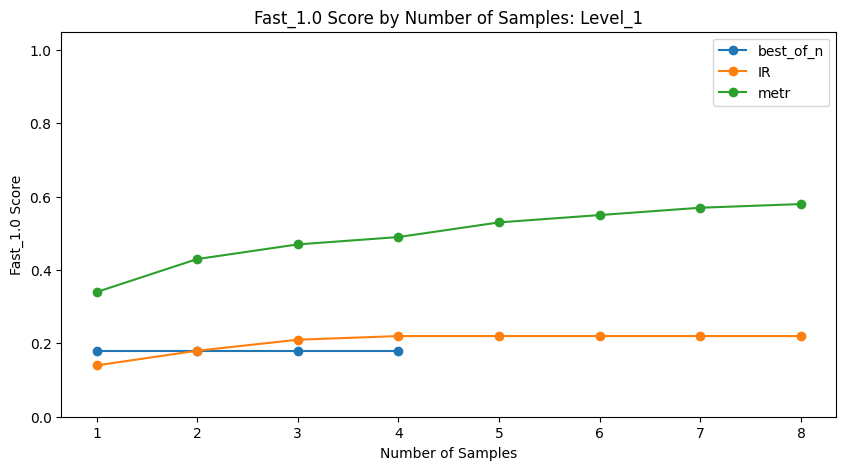 Fast_1.0 Score by Number of Samples: Level_1
best_of_n
IR
metr
Fast_1.0 Score
1.0
0.8
0.6
0.4
0.2
0.0
1 2 3 4 5 6 7 8
Number of Samples